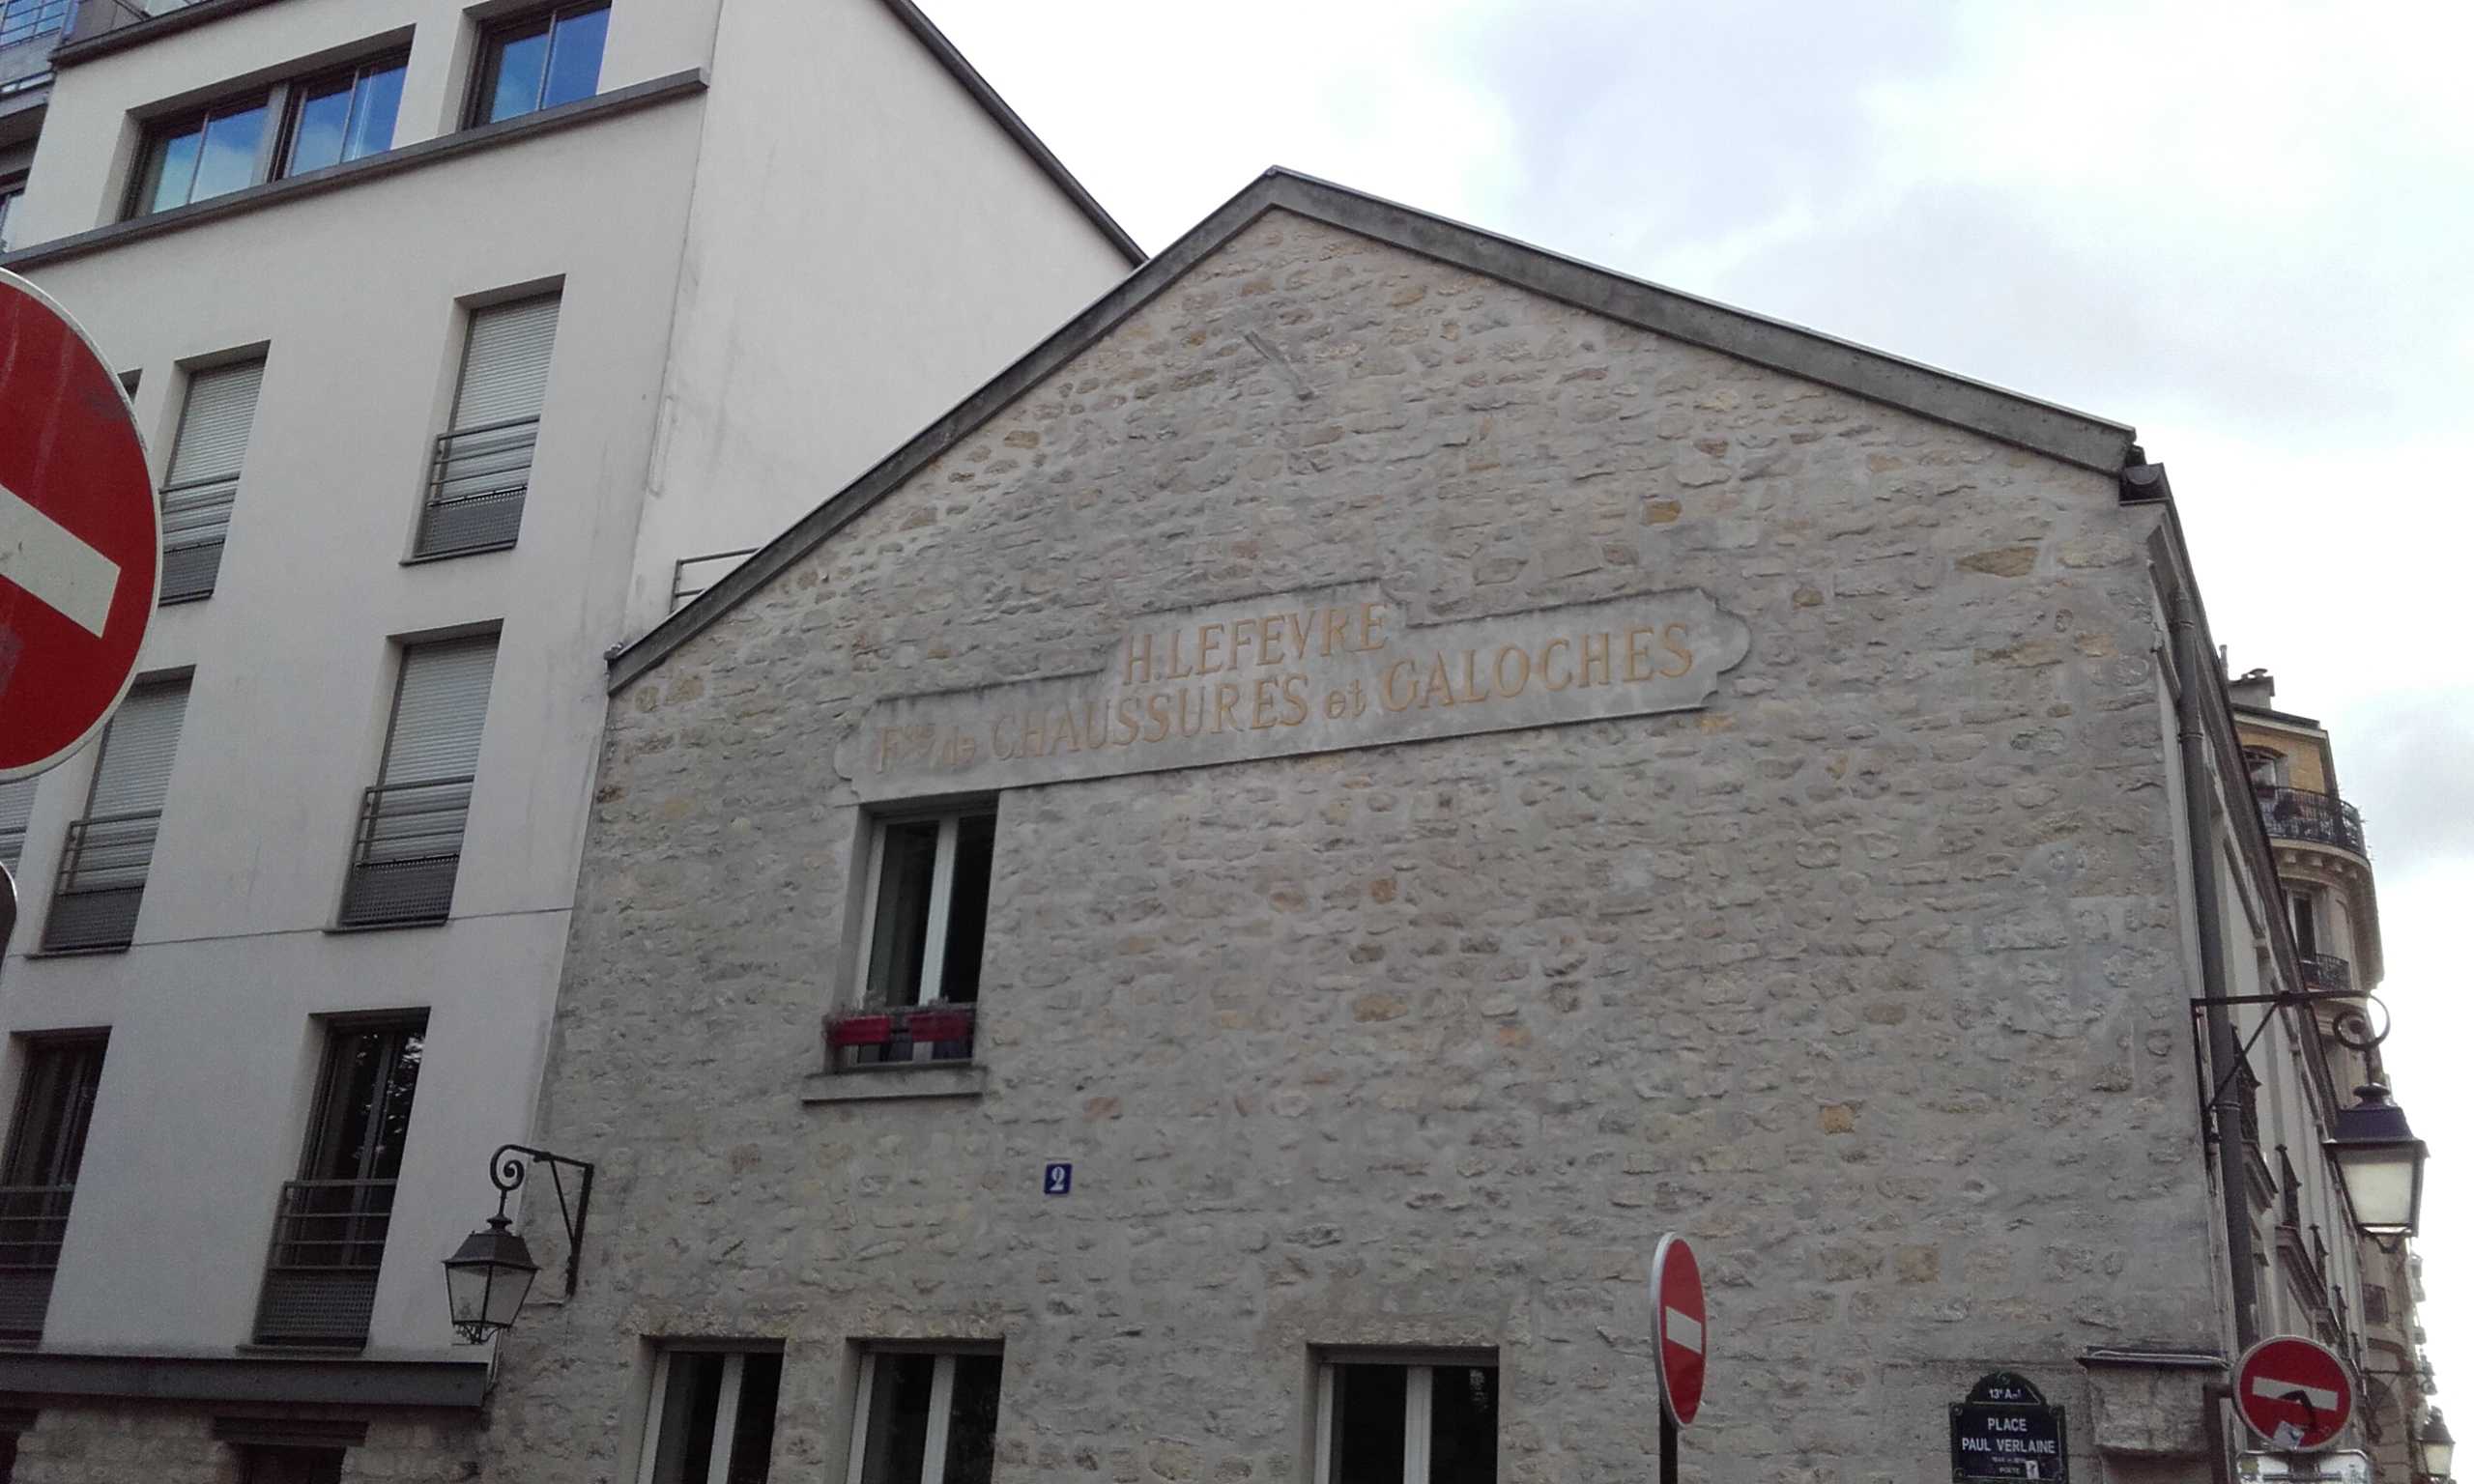 H. LEFEVRE
Fque de CHAUSSURES et GALOCHES
2
13e Arrt
PLACE
PAUL VERLAINE